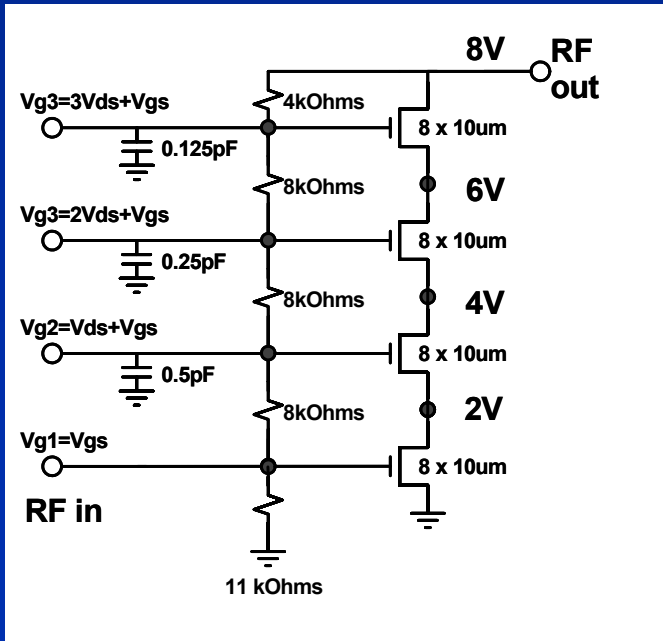 8V
RF
out
Vg3=3Vds+Vgs
4kOhms
8 x 10um
0.125pF
8kOhms
6V
Vg3=2Vds+Vgs
8 x 10um
0.25pF
8kOhms
4V
Vg2=Vds+Vgs
8 x 10um
0.5pF
8kOhms
2V
Vg1=Vgs
8 x 10um
RF in
11 kOhms